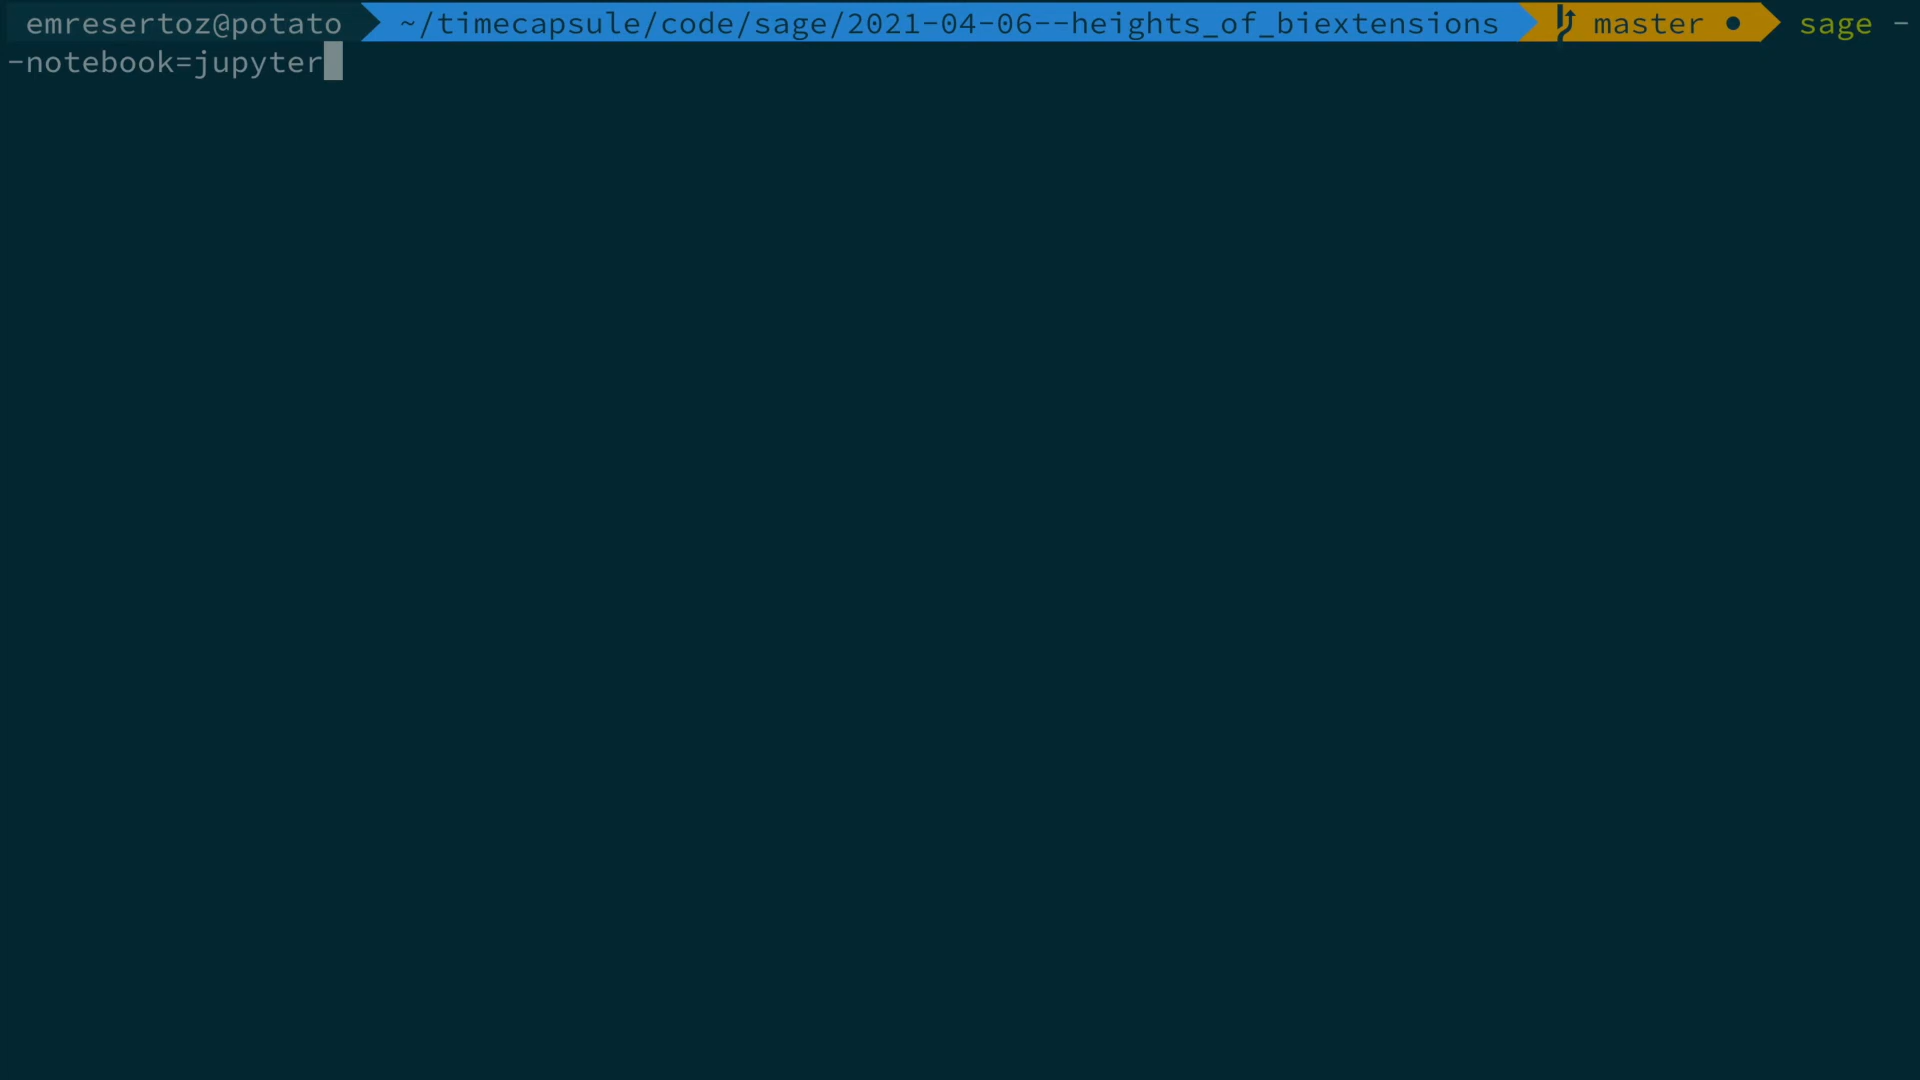 emresertoz@potato ~/timecapsule/code/sage/2021-04-06--heights_of_biextensions master ● sage -
-notebook=jupyter